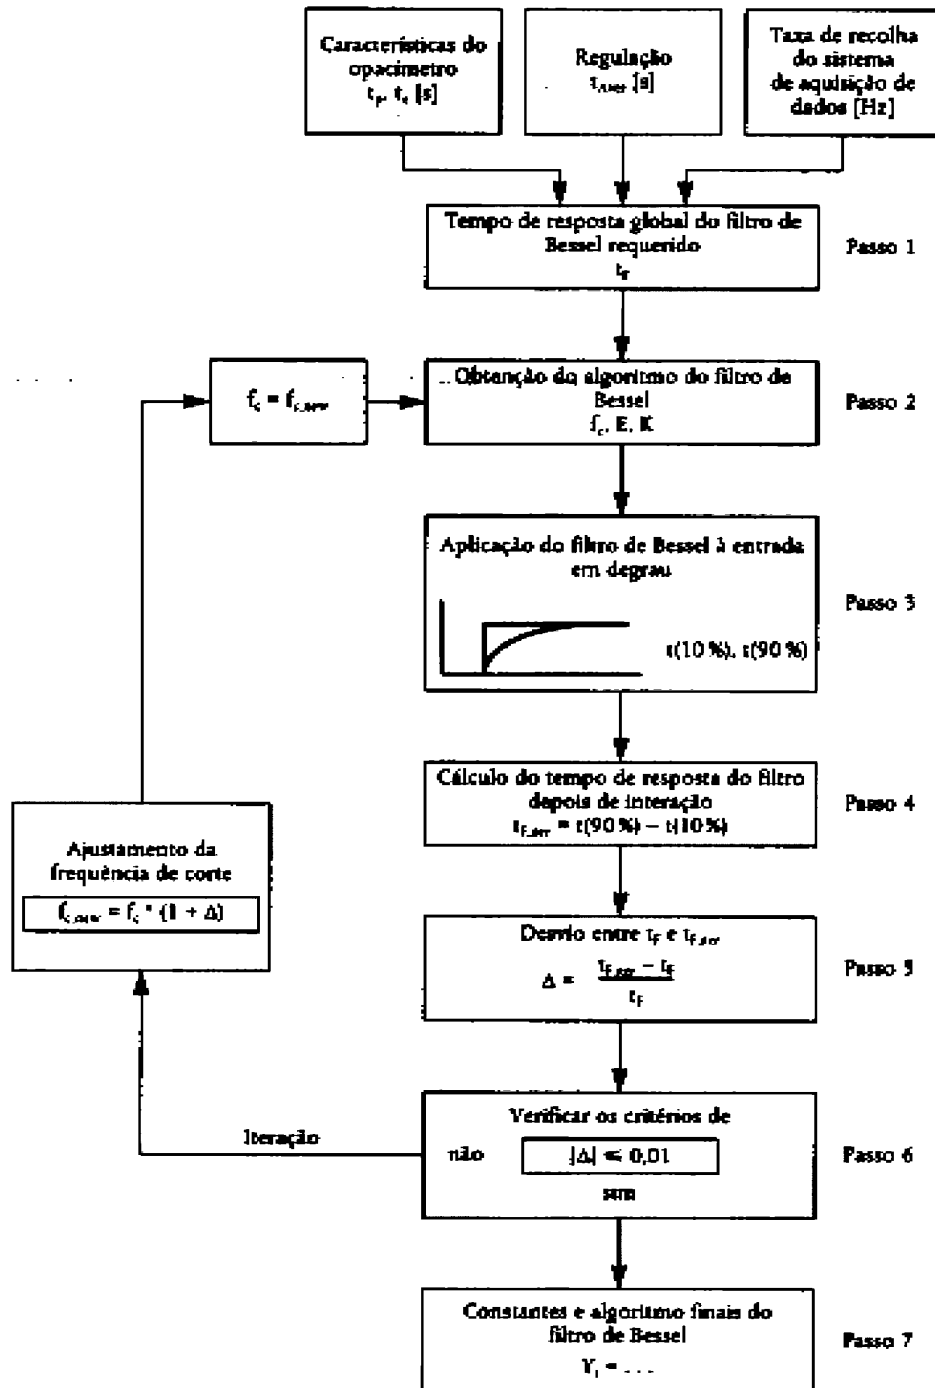 Características do
opacímetro
t_p, t_e [s]
Regulação
t_Aver [s]
Taxa de recolha
do sistema
de aquisição de
dados [Hz]
Tempo de resposta global do filtro de
Bessel requerido
t_F
Passo 1
f_c = f_c,new
Obtenção do algoritmo do filtro de
Bessel
f_c, E, K
Passo 2
Aplicação do filtro de Bessel à entrada
em degrau
t(10 %), t(90 %)
Passo 3
Cálculo do tempo de resposta do filtro
depois de interação
t_F,iter = t(90 %) − t(10 %)
Passo 4
Ajustamento da
frequência de corte
f_c,new = f_c * (1 + Δ)
Desvio entre t_F e t_F,iter
Δ = (t_F,iter − t_F) / t_F
Passo 5
Verificar os critérios de
Iteração
não
|Δ| ≤ 0,01
sim
Passo 6
Constantes e algoritmo finais do
filtro de Bessel
Y_i = . . .
Passo 7